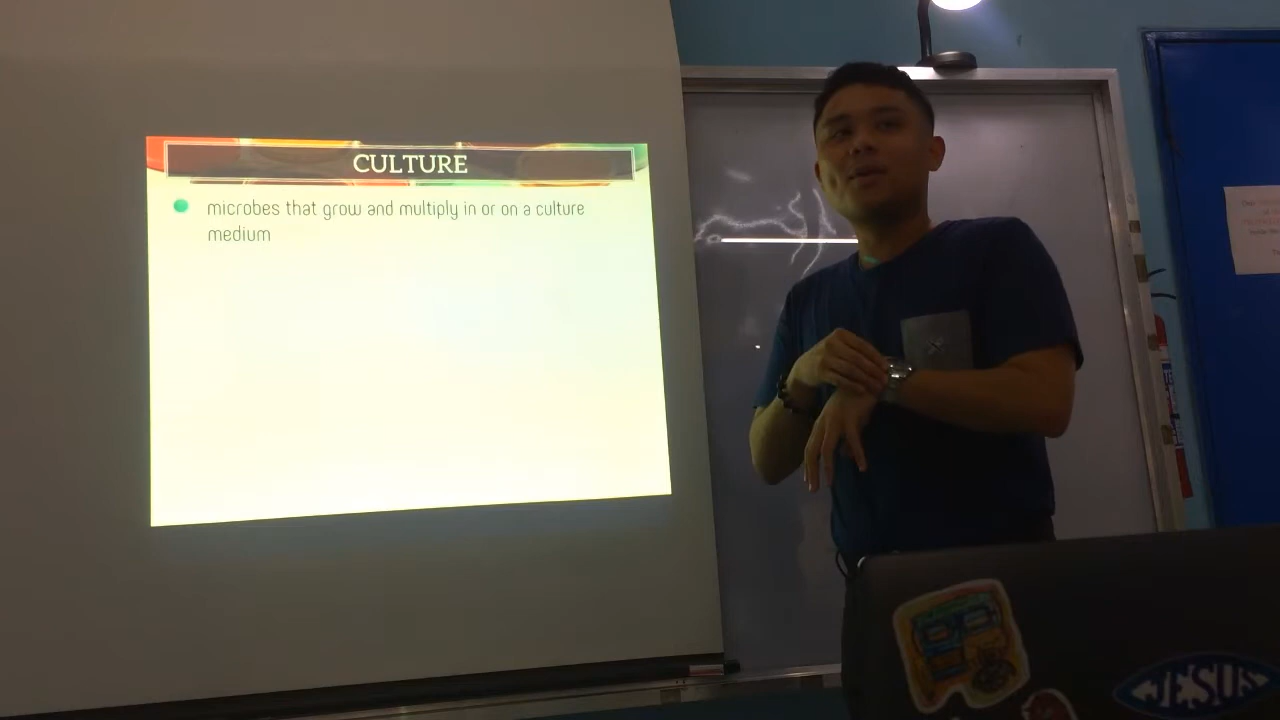 CULTURE
microbes that grow and multiply in or on a culture
medium
JESUS